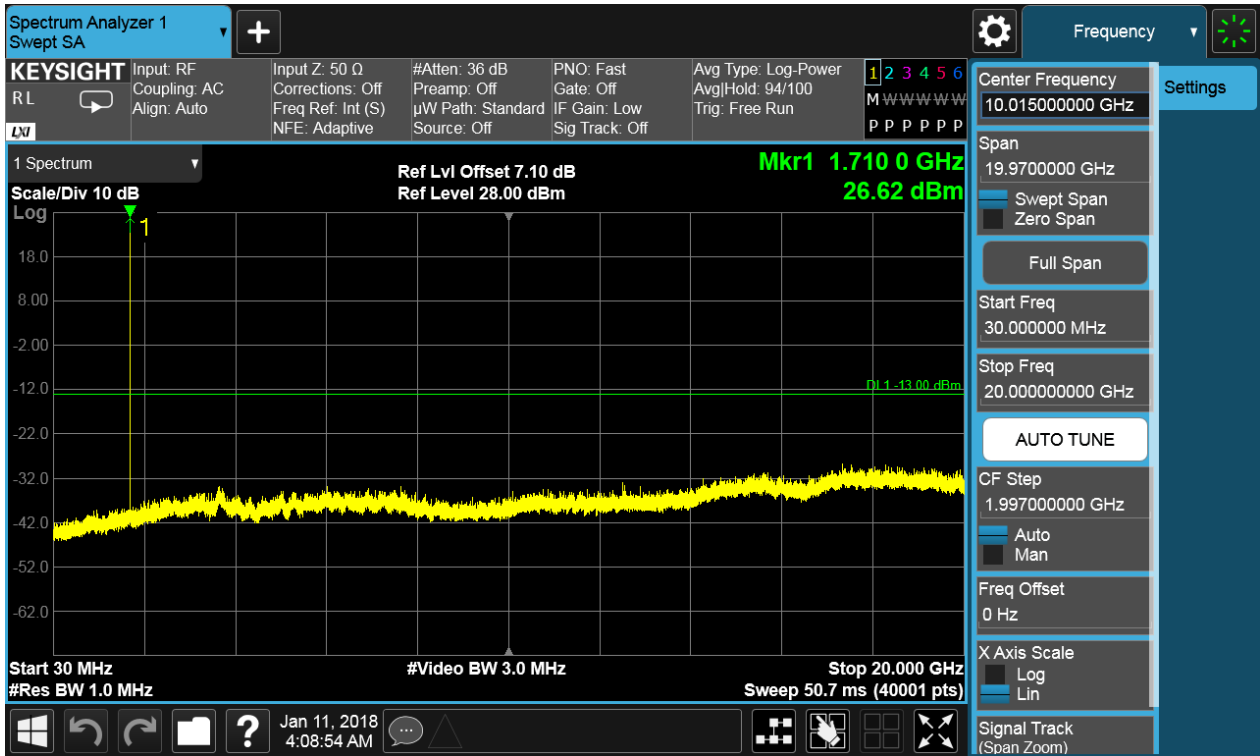 Spectrum Analyzer 1
Swept SA
+
Frequency
KEYSIGHT
RL
LXI
Input: RF
Coupling: AC
Align: Auto
Input Z: 50 Ω
Corrections: Off
Freq Ref: Int (S)
NFE: Adaptive
#Atten: 36 dB
Preamp: Off
µW Path: Standard
Source: Off
PNO: Fast
Gate: Off
IF Gain: Low
Sig Track: Off
Avg Type: Log-Power
Avg|Hold: 94/100
Trig: Free Run
1 2 3 4 5 6
M W W W W W
P P P P P P
1 Spectrum
Scale/Div 10 dB
Log
Ref Lvl Offset 7.10 dB
Ref Level 28.00 dBm
Mkr1 1.710 0 GHz
26.62 dBm
1
18.0
8.00
-2.00
-12.0
DL1 -13.00 dBm
-22.0
-32.0
-42.0
-52.0
-62.0
Start 30 MHz
#Res BW 1.0 MHz
#Video BW 3.0 MHz
Stop 20.000 GHz
Sweep 50.7 ms (40001 pts)
?
Jan 11, 2018
4:08:54 AM
Center Frequency
10.015000000 GHz
Span
19.9700000 GHz
Swept Span
Zero Span
Full Span
Start Freq
30.000000 MHz
Stop Freq
20.000000000 GHz
AUTO TUNE
CF Step
1.997000000 GHz
Auto
Man
Freq Offset
0 Hz
X Axis Scale
Log
Lin
Signal Track
(Span Zoom)
Settings